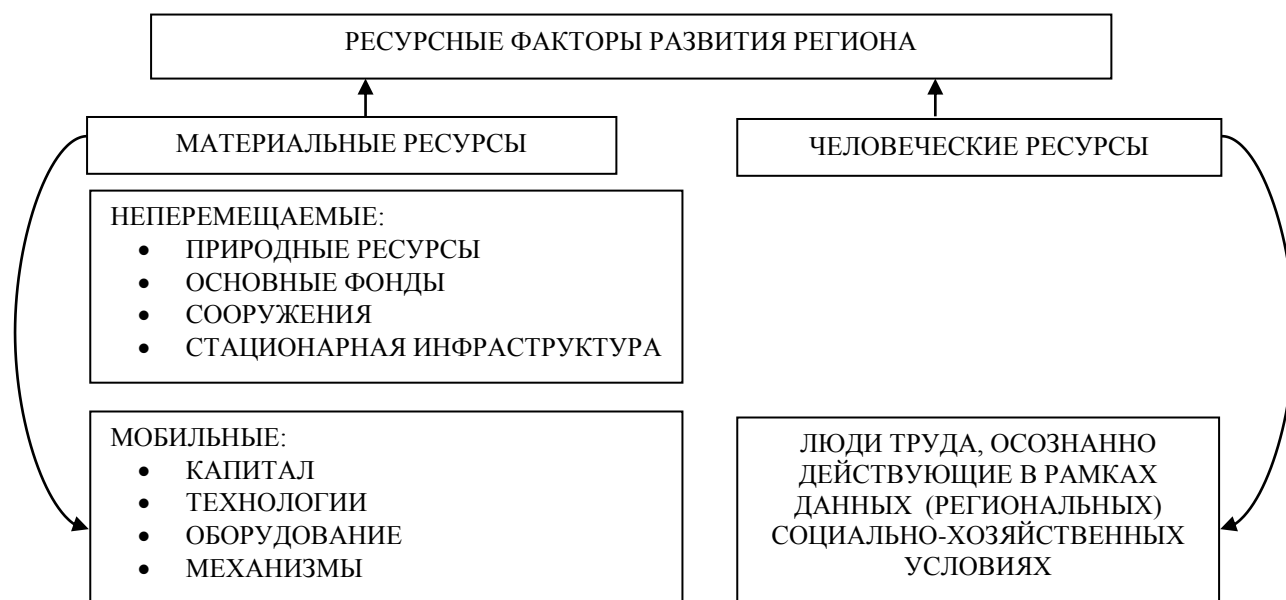 РЕСУРСНЫЕ ФАКТОРЫ РАЗВИТИЯ РЕГИОНА
МАТЕРИАЛЬНЫЕ РЕСУРСЫ
ЧЕЛОВЕЧЕСКИЕ РЕСУРСЫ
НЕПЕРЕМЕЩАЕМЫЕ:
• ПРИРОДНЫЕ РЕСУРСЫ
• ОСНОВНЫЕ ФОНДЫ
• СООРУЖЕНИЯ
• СТАЦИОНАРНАЯ ИНФРАСТРУКТУРА
МОБИЛЬНЫЕ:
• КАПИТАЛ
• ТЕХНОЛОГИИ
• ОБОРУДОВАНИЕ
• МЕХАНИЗМЫ
ЛЮДИ ТРУДА, ОСОЗНАННО
ДЕЙСТВУЮЩИЕ В РАМКАХ
ДАННЫХ (РЕГИОНАЛЬНЫХ)
СОЦИАЛЬНО-ХОЗЯЙСТВЕННЫХ
УСЛОВИЯХ